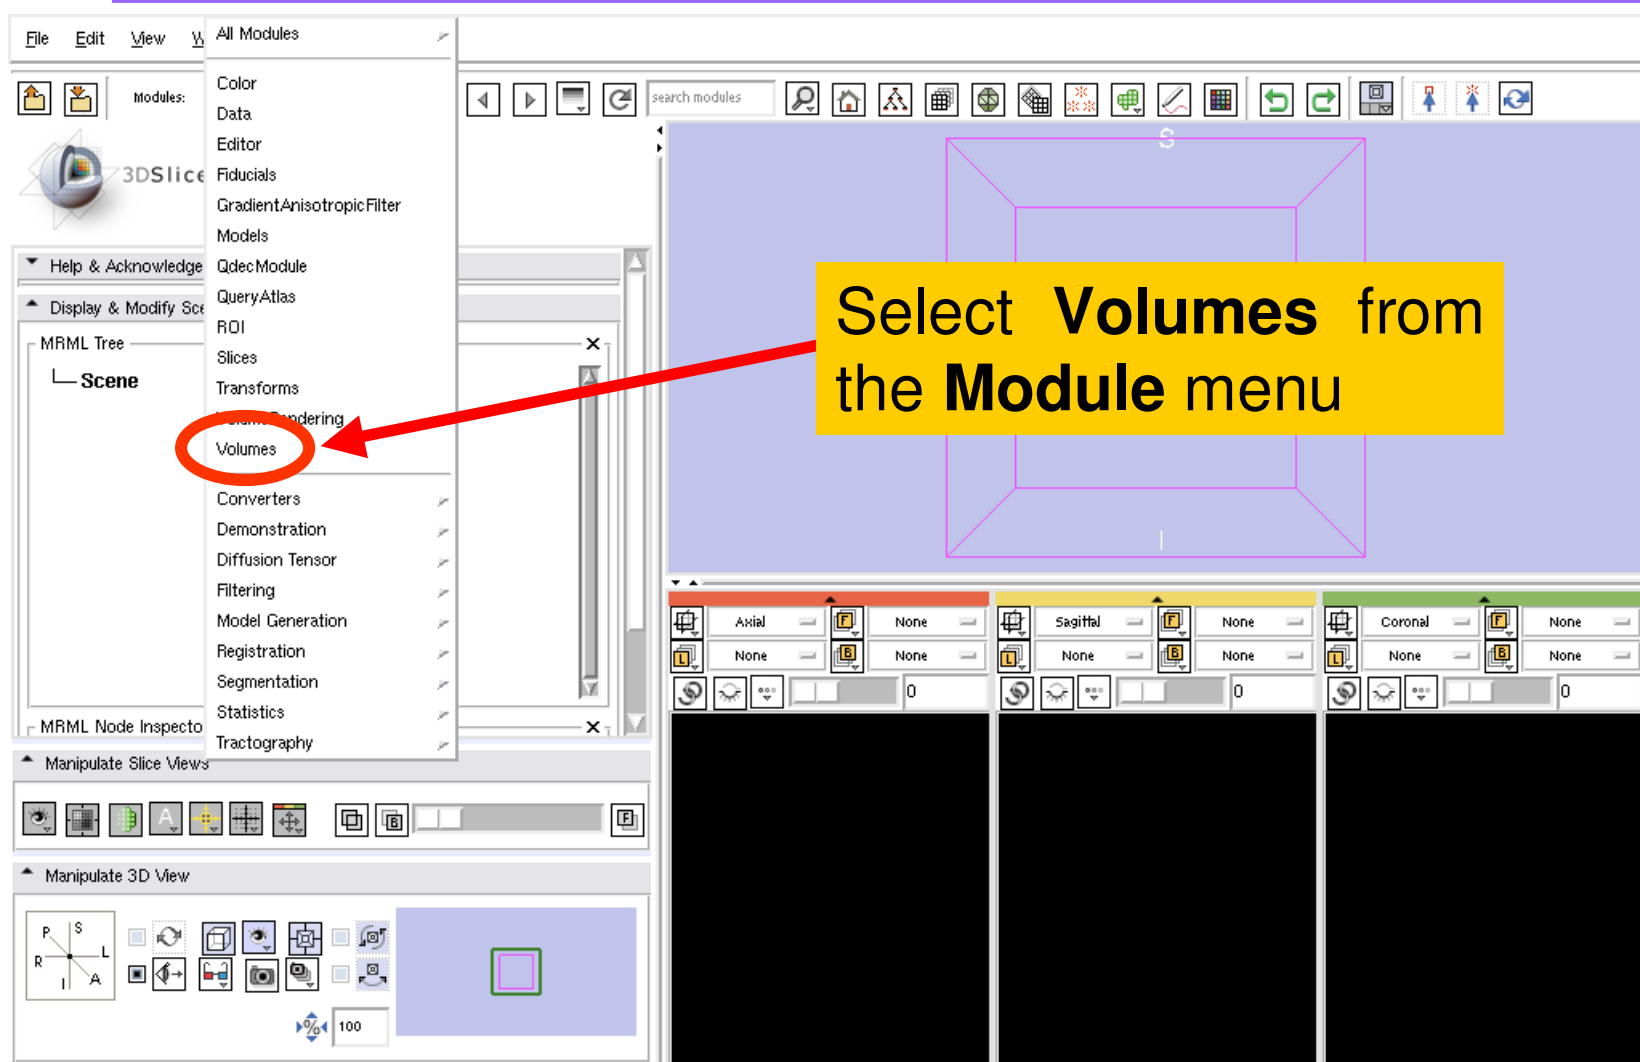 File Edit View W
All Modules
Modules:
search modules
3DSlice
Color
Data
Editor
Fiducials
GradientAnisotropicFilter
Models
QdecModule
QueryAtlas
ROI
Slices
Transforms
Rendering
Volumes
Converters
Demonstration
Diffusion Tensor
Filtering
Model Generation
Registration
Segmentation
Statistics
Tractography
Help & Acknowledge
Display & Modify Sce
MRML Tree
Scene
MRML Node Inspecto
Manipulate Slice Views
A
B
F
Manipulate 3D View
P S
R L
I A
% 100
S
Select Volumes from
the Module menu
I
Axial F None
L None B None
0
Sagittal F None
L None B None
0
Coronal F None
L None B None
0